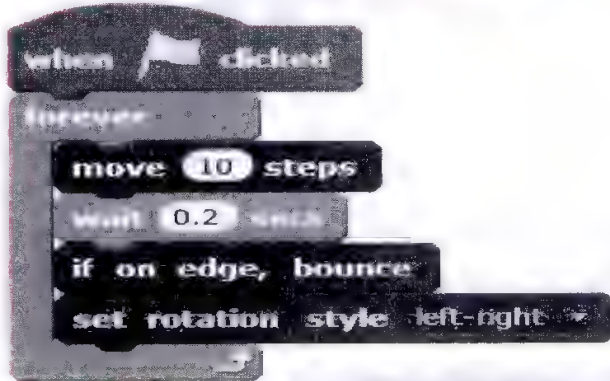 when clicked
forever
move 10 steps
wait 0.2 secs
if on edge, bounce
set rotation style left-right